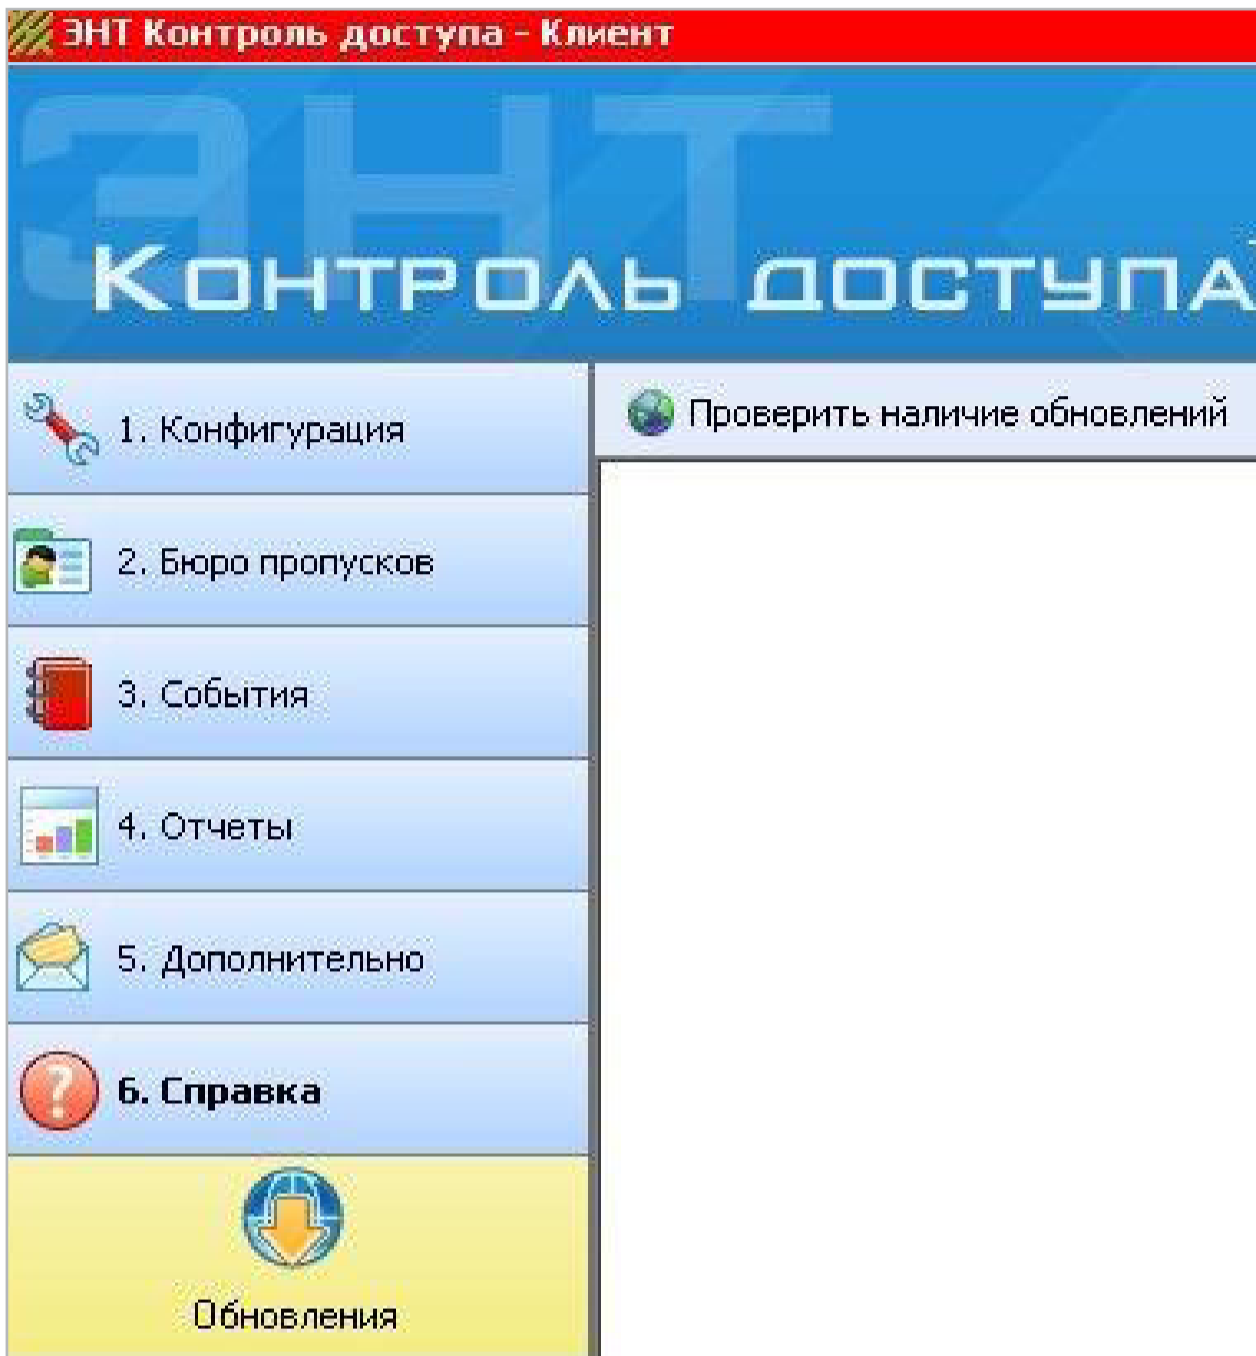 ЭНТ Контроль доступа - Клиент
ЭНТ
Контроль доступа
1. Конфигурация
Проверить наличие обновлений
2. Бюро пропусков
3. События
4. Отчеты
5. Дополнительно
?
6. Справка
Обновления